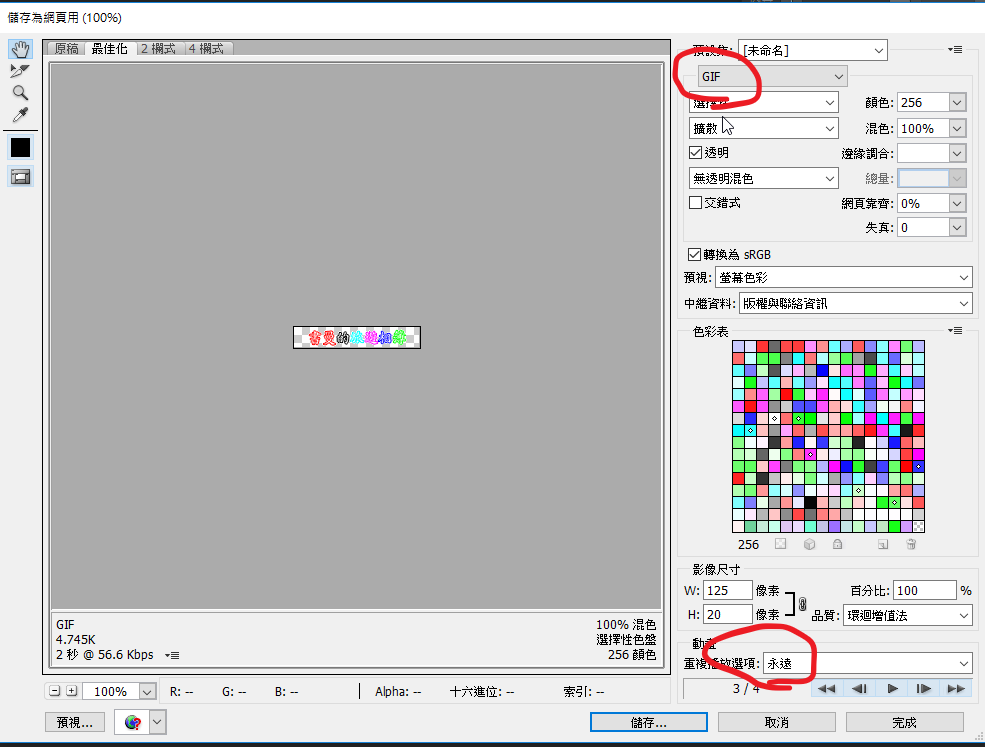 儲存為網頁用 (100%)
原稿 最佳化 2 欄式 4 欄式
[未命名]
GIF
顏色: 256
擴散 混色: 100%
透明 邊緣調合:
無透明混色 總量:
交錯式 網頁靠齊: 0%
失真: 0
轉換為 sRGB
預視: 螢幕色彩
中繼資料: 版權與聯絡資訊
色彩表
的旅遊相簿
256
影像尺寸
W: 125 像素 百分比: 100 %
H: 20 像素 品質: 環迴增值法
動畫
重複播放選項: 永遠
3 / 4
GIF 100% 混色
4.745K 選擇性色盤
2 秒 @ 56.6 Kbps 256 顏色
100% R: -- G: -- B: -- Alpha: -- 十六進位: -- 索引: --
預視... 儲存... 取消 完成